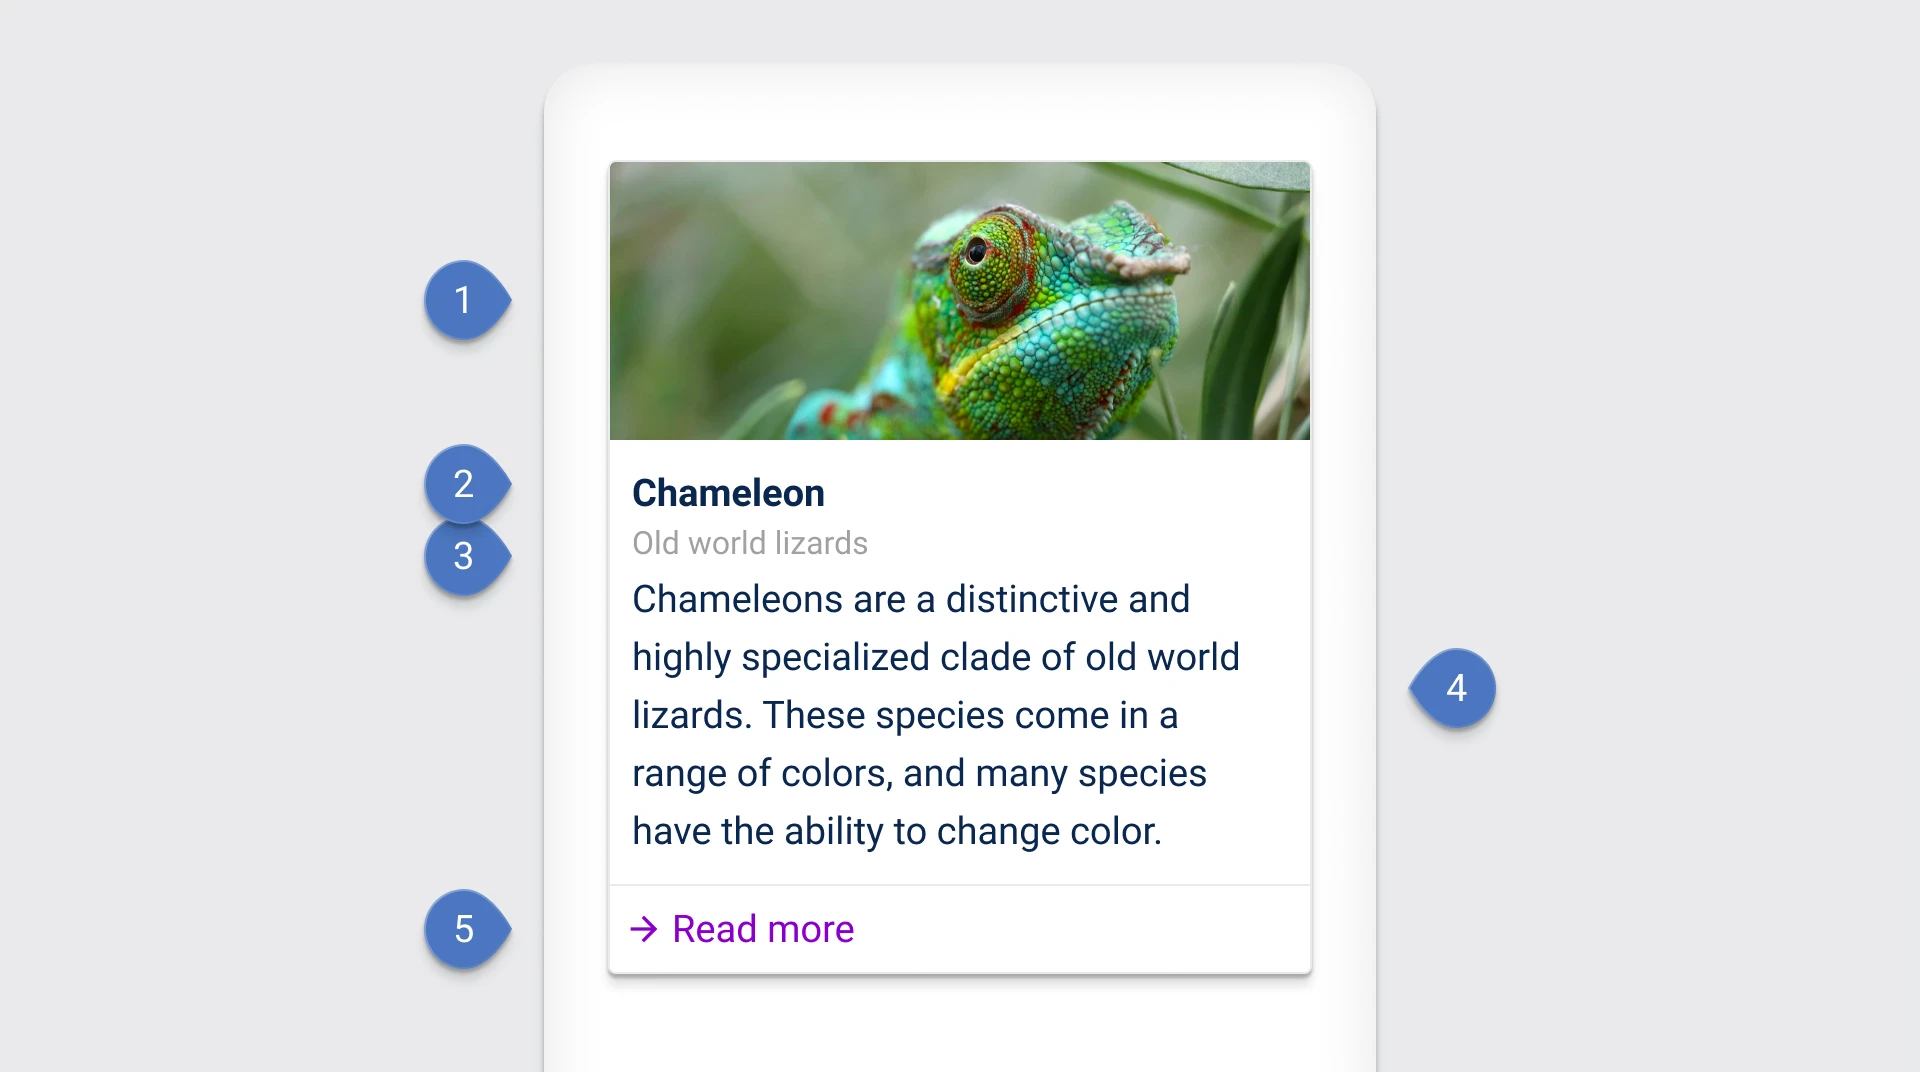 1
2
Chameleon
3
Old world lizards
Chameleons are a distinctive and
highly specialized clade of old world
lizards. These species come in a
4
range of colors, and many species
have the ability to change color.
5
→ Read more